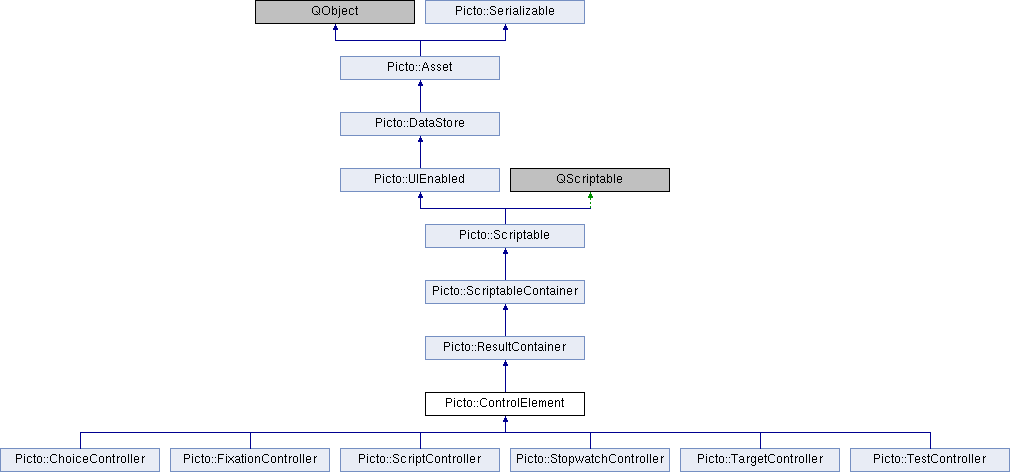 QObject
Picto::Serializable
Picto::Asset
Picto::DataStore
Picto::UIEnabled
QScriptable
Picto::Scriptable
Picto::ScriptableContainer
Picto::ResultContainer
Picto::ControlElement
Picto::ChoiceController
Picto::FixationController
Picto::ScriptController
Picto::StopwatchController
Picto::TargetController
Picto::TestController